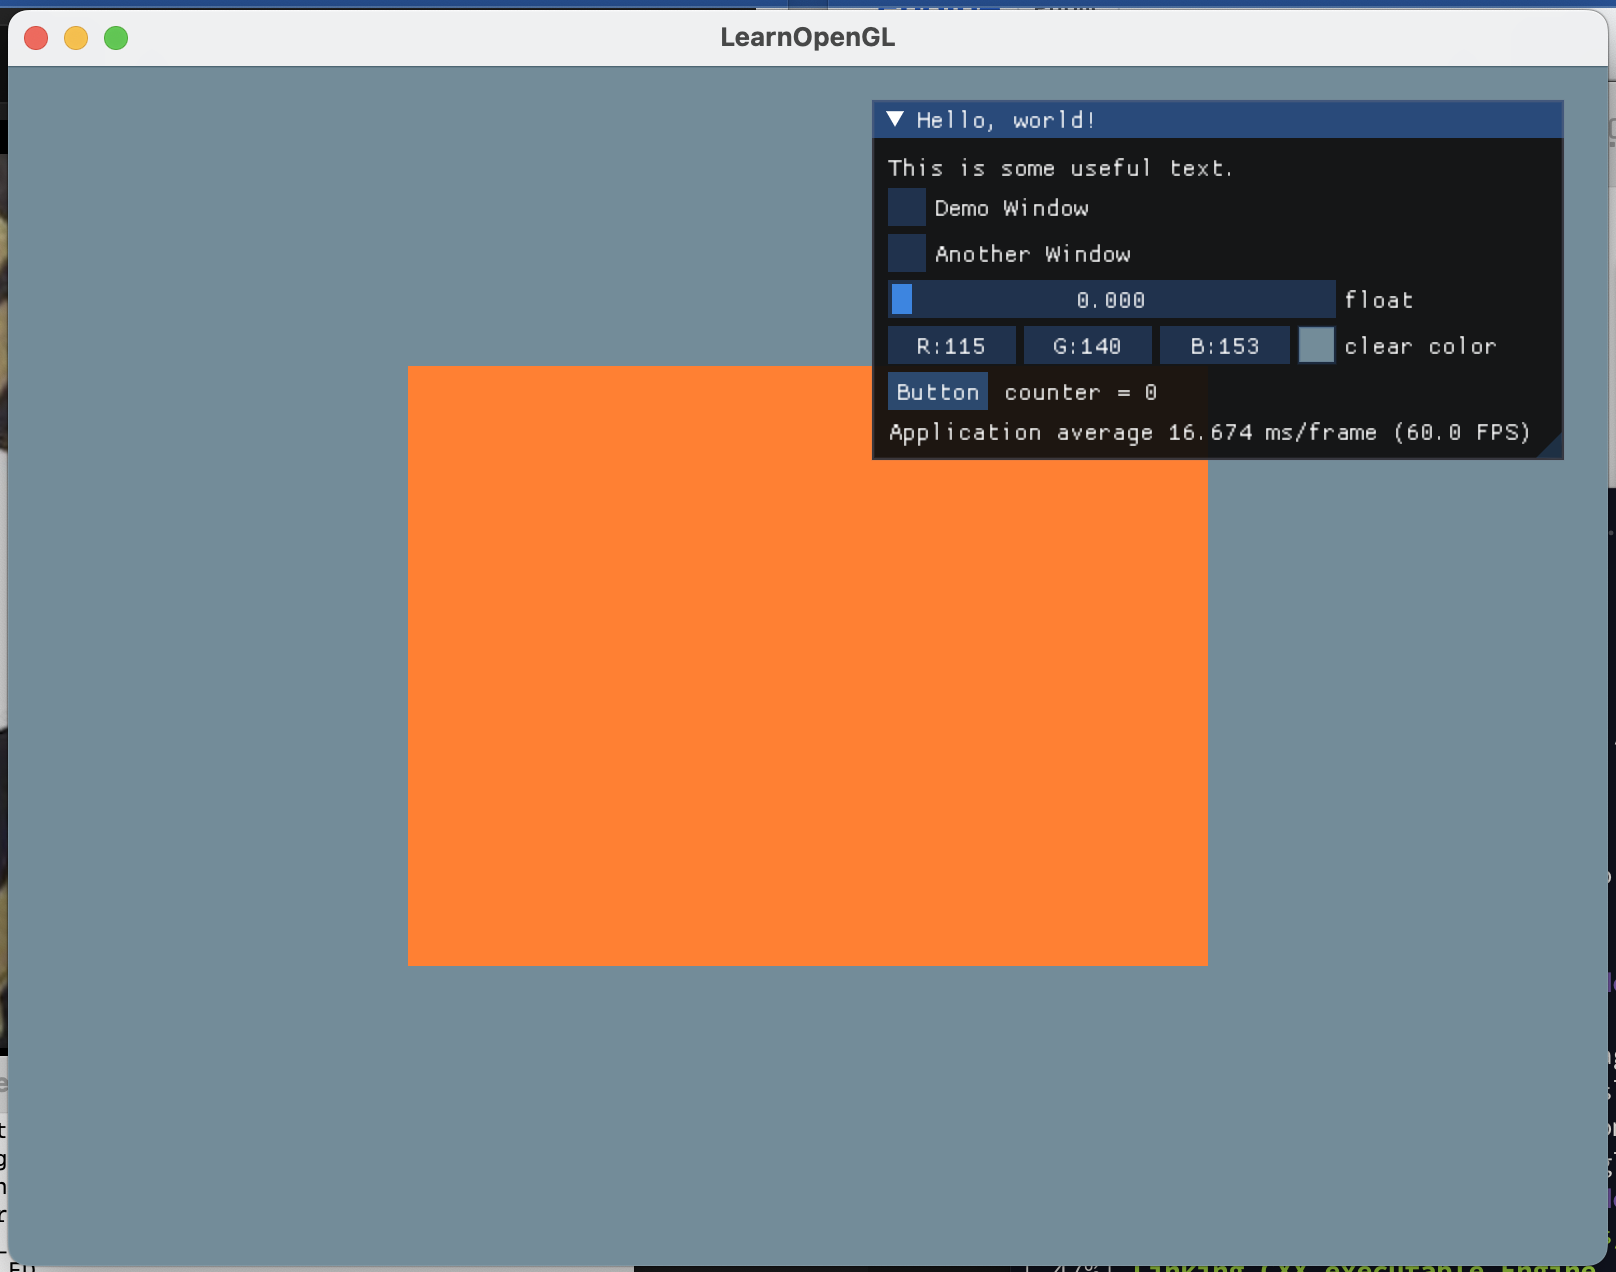 LearnOpenGL
Hello, world!
This is some useful text.
Demo Window
Another Window
0.000 float
R:115 G:140 B:153 clear color
Button counter = 0
Application average 16.674 ms/frame (60.0 FPS)